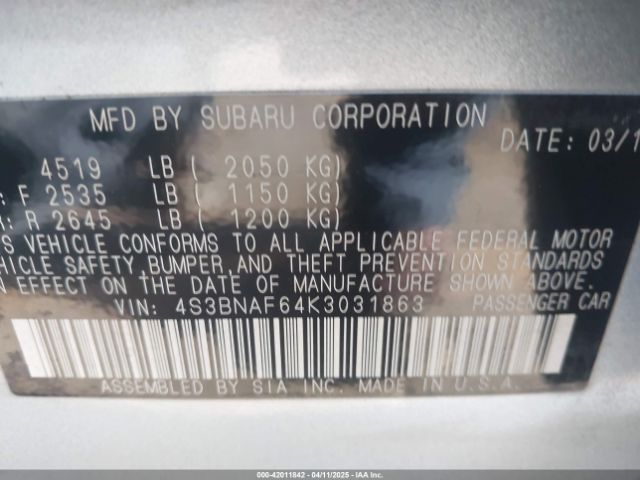 MFD BY SUBARU CORPORATION
DATE: 03/1
4519 LB ( 2050 KG)
: F 2535 LB ( 1150 KG)
: R 2645 LB ( 1200 KG)
S VEHICLE CONFORMS TO ALL APPLICABLE FEDERAL MOTOR
HICLE SAFETY,BUMPER AND THEFT PREVENTION STANDARDS
N EFFECT ON THE DATE OF MANUFACTURE SHOWN ABOVE.
VIN: 4S3BNAF64K3031863 PASSENGER CAR
ASSEMBLED BY SIA INC. MADE IN U.S.A.
000-42011842 - 04/11/2025 - IAAI Inc.